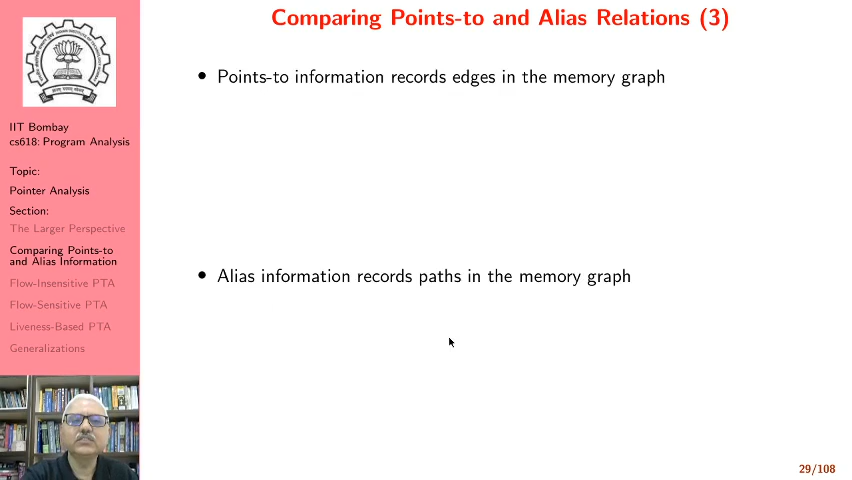 Comparing Points-to and Alias Relations (3)
• Points-to information records edges in the memory graph
• Alias information records paths in the memory graph
IIT Bombay
cs618: Program Analysis
Topic:
Pointer Analysis
Section:
The Larger Perspective
Comparing Points-to
and Alias Information
Flow-Insensitive PTA
Flow-Sensitive PTA
Liveness-Based PTA
Generalizations
29/108